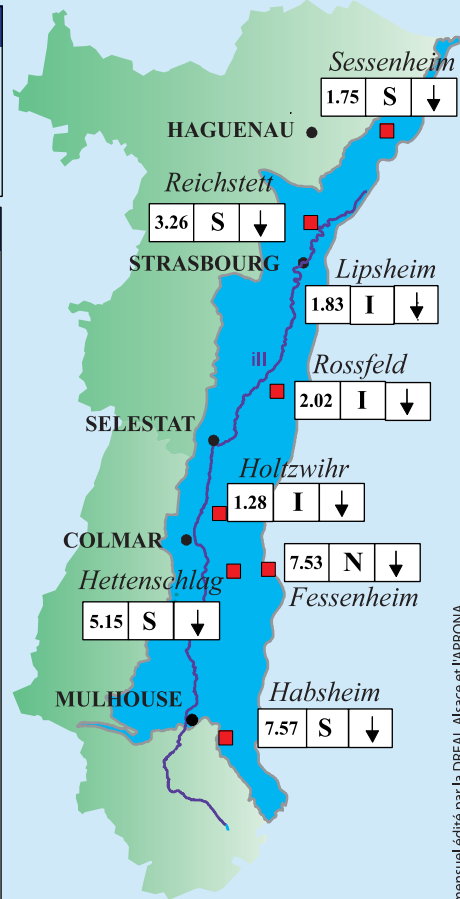 Sessenheim
1.75 S ↓
HAGUENAU
Reichstett
3.26 S ↓
STRASBOURG
Lipsheim
1.83 I ↓
ill
Rossfeld
2.02 I ↓
SELESTAT
Holtzwihr
1.28 I ↓
COLMAR
7.53 N ↓
Hettenschlag
Fessenheim
5.15 S ↓
MULHOUSE
Habsheim
7.57 S ↓
mensuel édité par la DREAL Alsace et l'APRONA